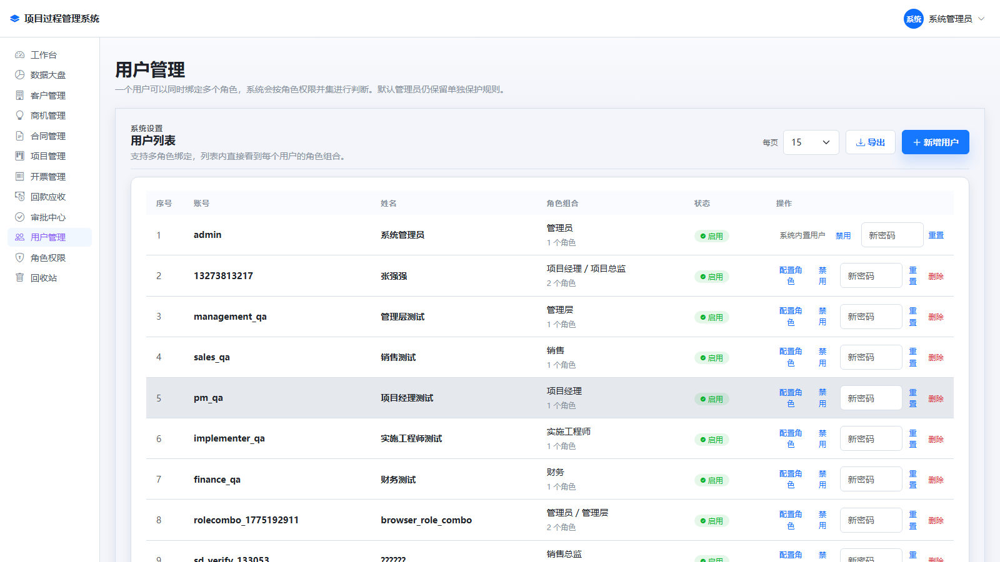 项目过程管理系统
系统 系统管理员
工作台
数据大盘
客户管理
商机管理
合同管理
项目管理
开票管理
回款应收
审批中心
用户管理
角色权限
回收站
用户管理
一个用户可以同时绑定多个角色，系统会按角色权限并集进行判断。默认管理员仍保留单独保护规则。
系统设置
用户列表
支持多角色绑定，列表内直接看到每个用户的角色组合。
每页 15 导出 新增用户
序号 账号 姓名 角色组合 状态 操作
1 admin 系统管理员 管理员 1 个角色 启用 系统内置用户 禁用 新密码 重置
2 13273813217 张强强 项目经理 / 项目总监 2 个角色 启用 配置角色 禁用 新密码 重置 删除
3 management_qa 管理层测试 管理层 1 个角色 启用 配置角色 禁用 新密码 重置 删除
4 sales_qa 销售测试 销售 1 个角色 启用 配置角色 禁用 新密码 重置 删除
5 pm_qa 项目经理测试 项目经理 1 个角色 启用 配置角色 禁用 新密码 重置 删除
6 implementer_qa 实施工程师测试 实施工程师 1 个角色 启用 配置角色 禁用 新密码 重置 删除
7 finance_qa 财务测试 财务 1 个角色 启用 配置角色 禁用 新密码 重置 删除
8 rolecombo_1775192911 browser_role_combo 管理员 / 管理层 2 个角色 启用 配置角色 禁用 新密码 重置 删除
9 sd_verify_133053 ?????? 销售总监 启用 配置角 禁 新密码 重 删除